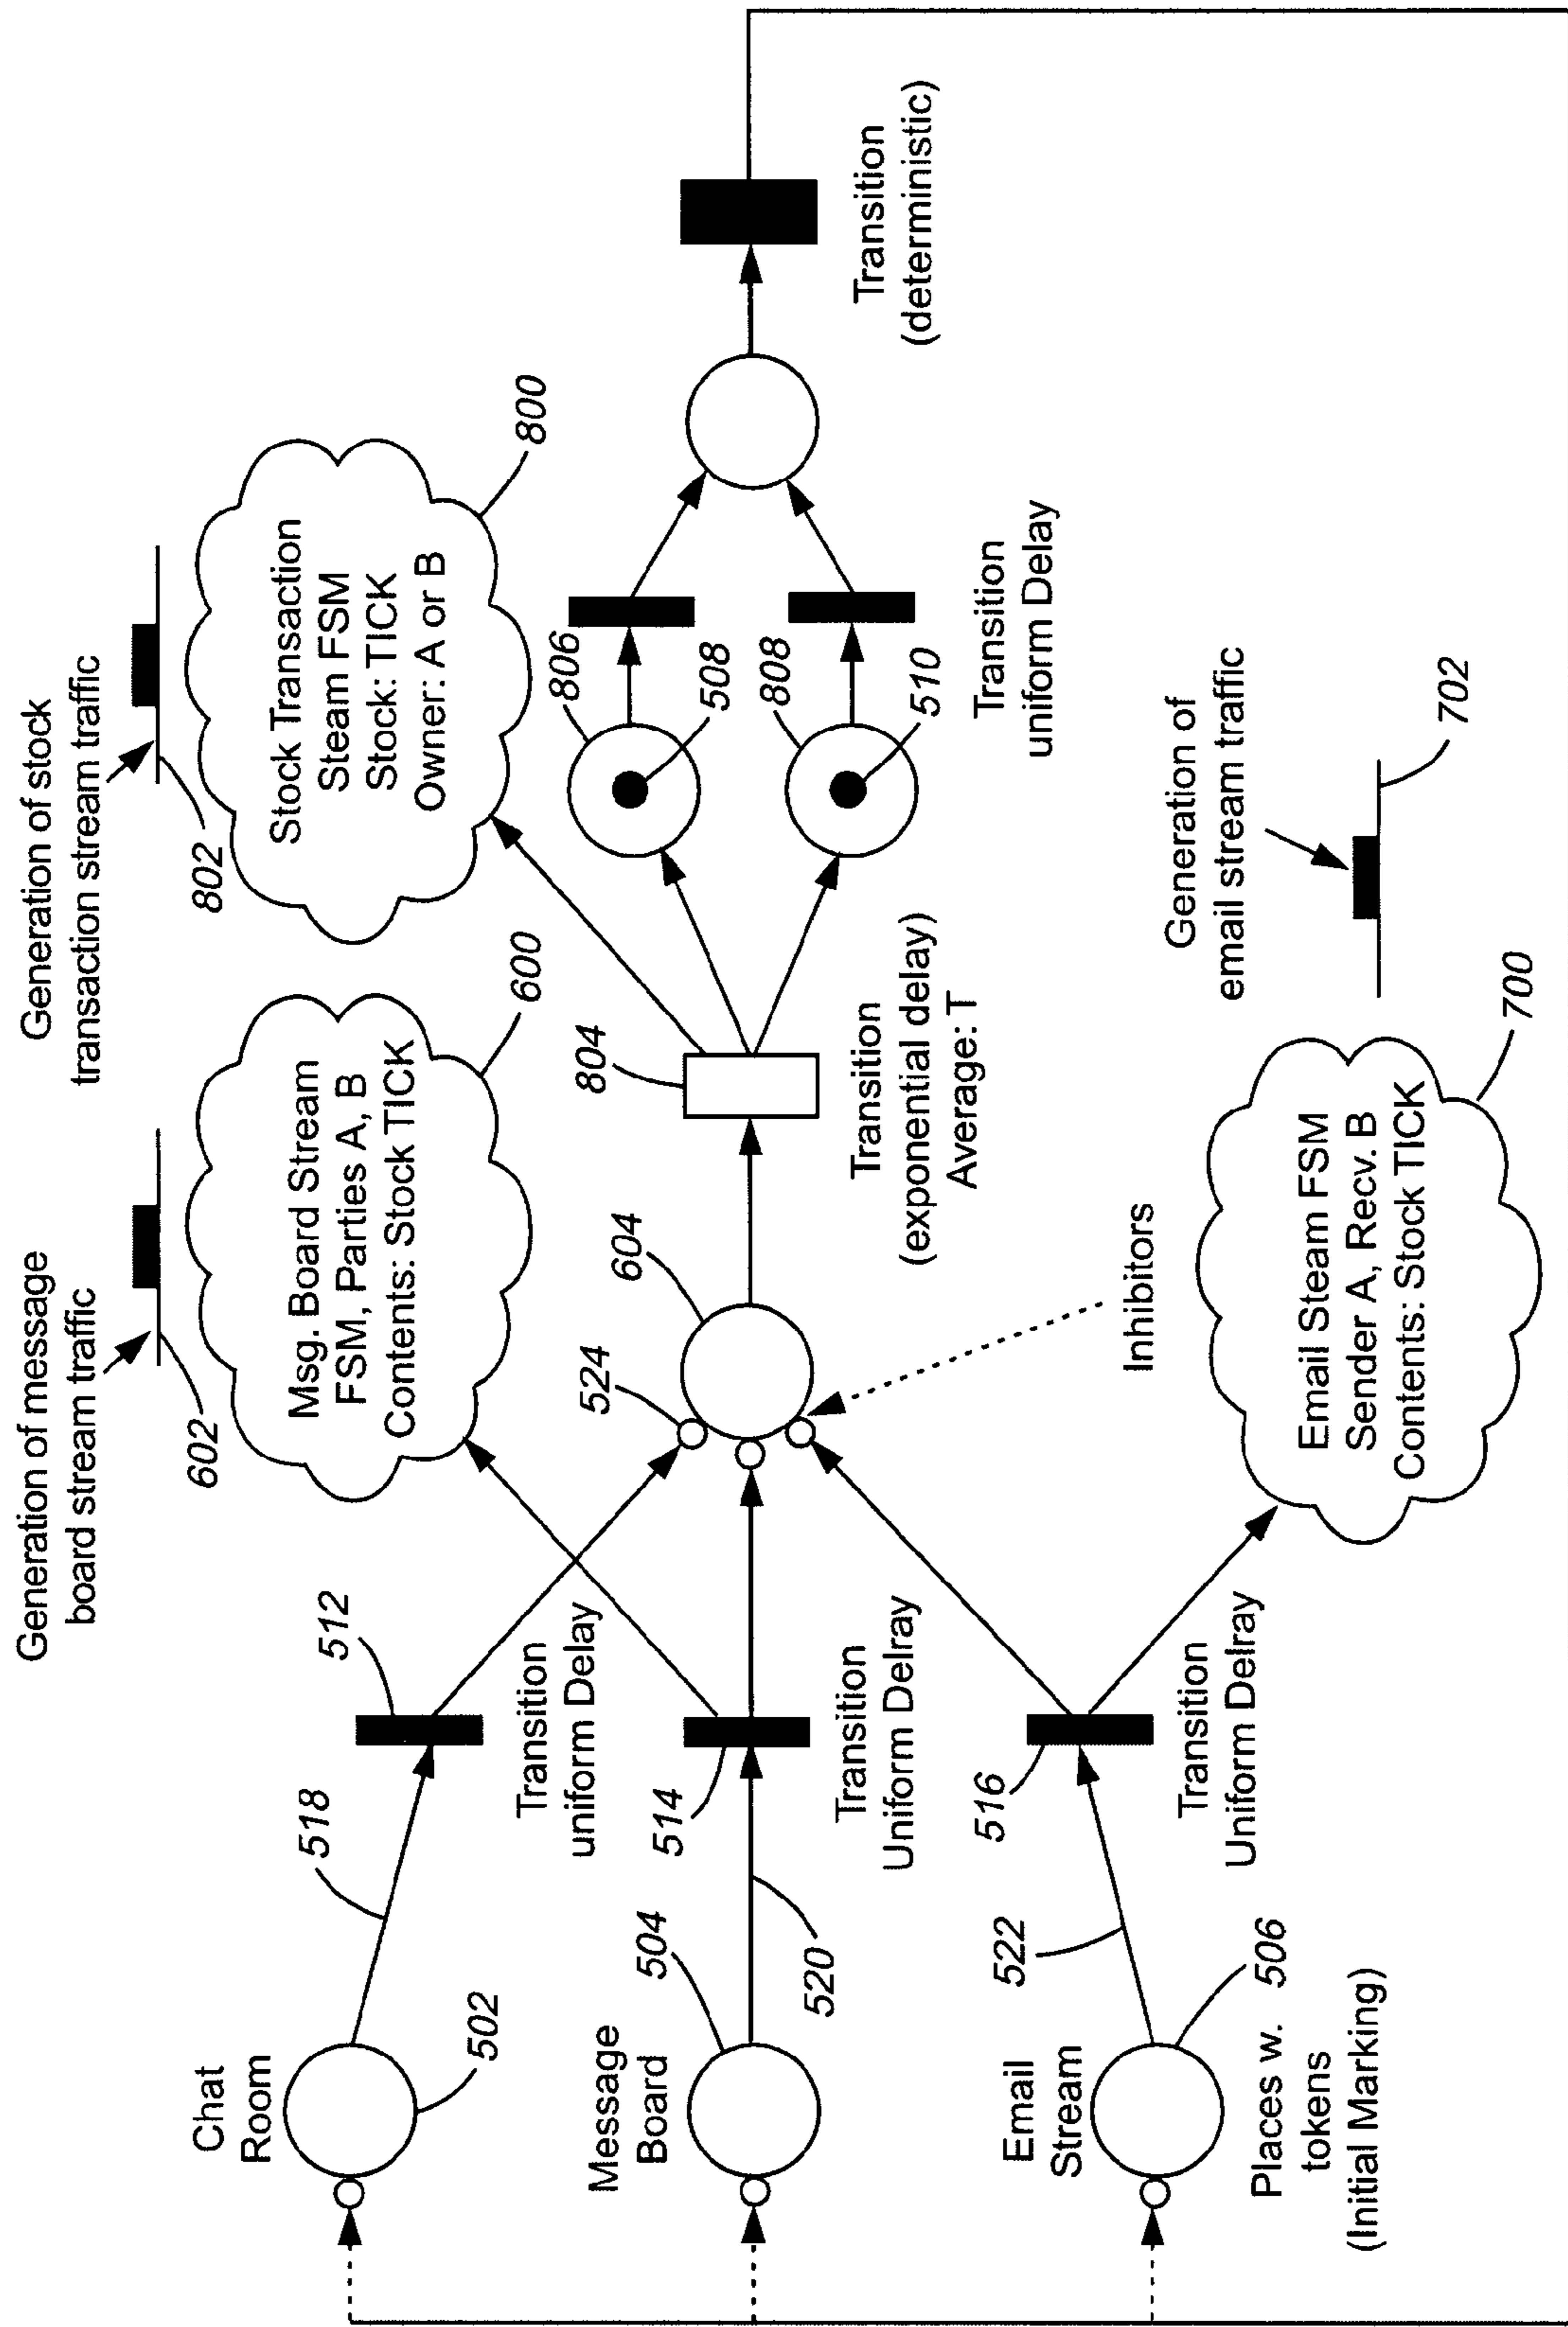 Generation of message
board stream traffic
602
Generation of stock
transaction stream traffic
802
Msg. Board Stream
FSM, Parties A, B
Contents: Stock TICK
600
Stock Transaction
Steam FSM
Stock: TICK
Owner: A or B
800
Chat
Room
502
518
512
Transition
uniform Delay
524
604
804
806
508
808
510
Message
Board
504
520
514
Transition
Uniform Delray
Transition
(exponential delay)
Average: T
Transition
uniform Delay
Transition
(deterministic)
Email
Stream
506
Places w.
tokens
(Initial Marking)
522
516
Transition
Uniform Delray
Inhibitors
Email Steam FSM
Sender A, Recv. B
Contents: Stock TICK
700
Generation of
email stream traffic
702